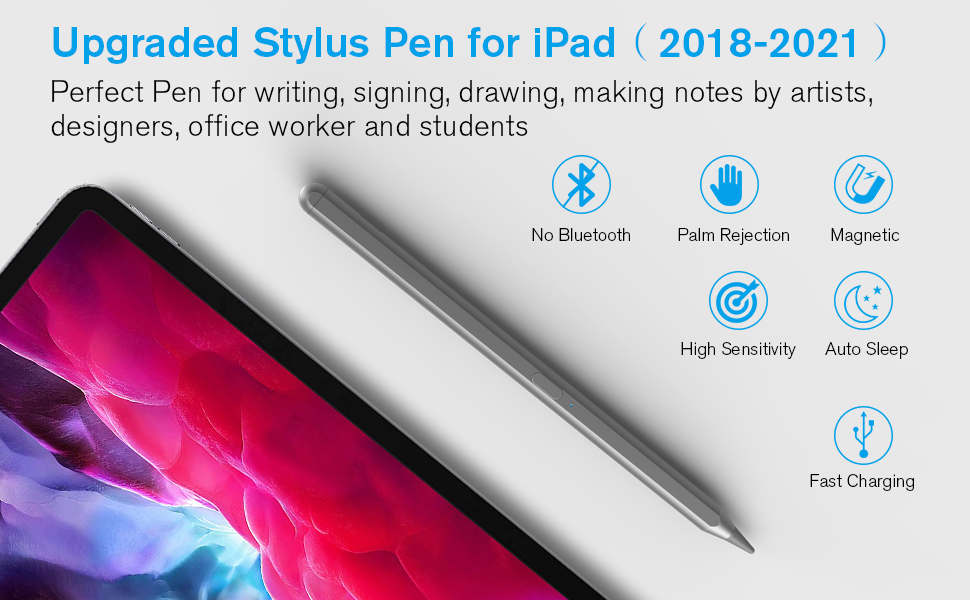 Upgraded Stylus Pen for iPad（2018-2021）
Perfect Pen for writing, signing, drawing, making notes by artists,
designers, office worker and students
No Bluetooth
Palm Rejection
Magnetic
High Sensitivity
Auto Sleep
Fast Charging